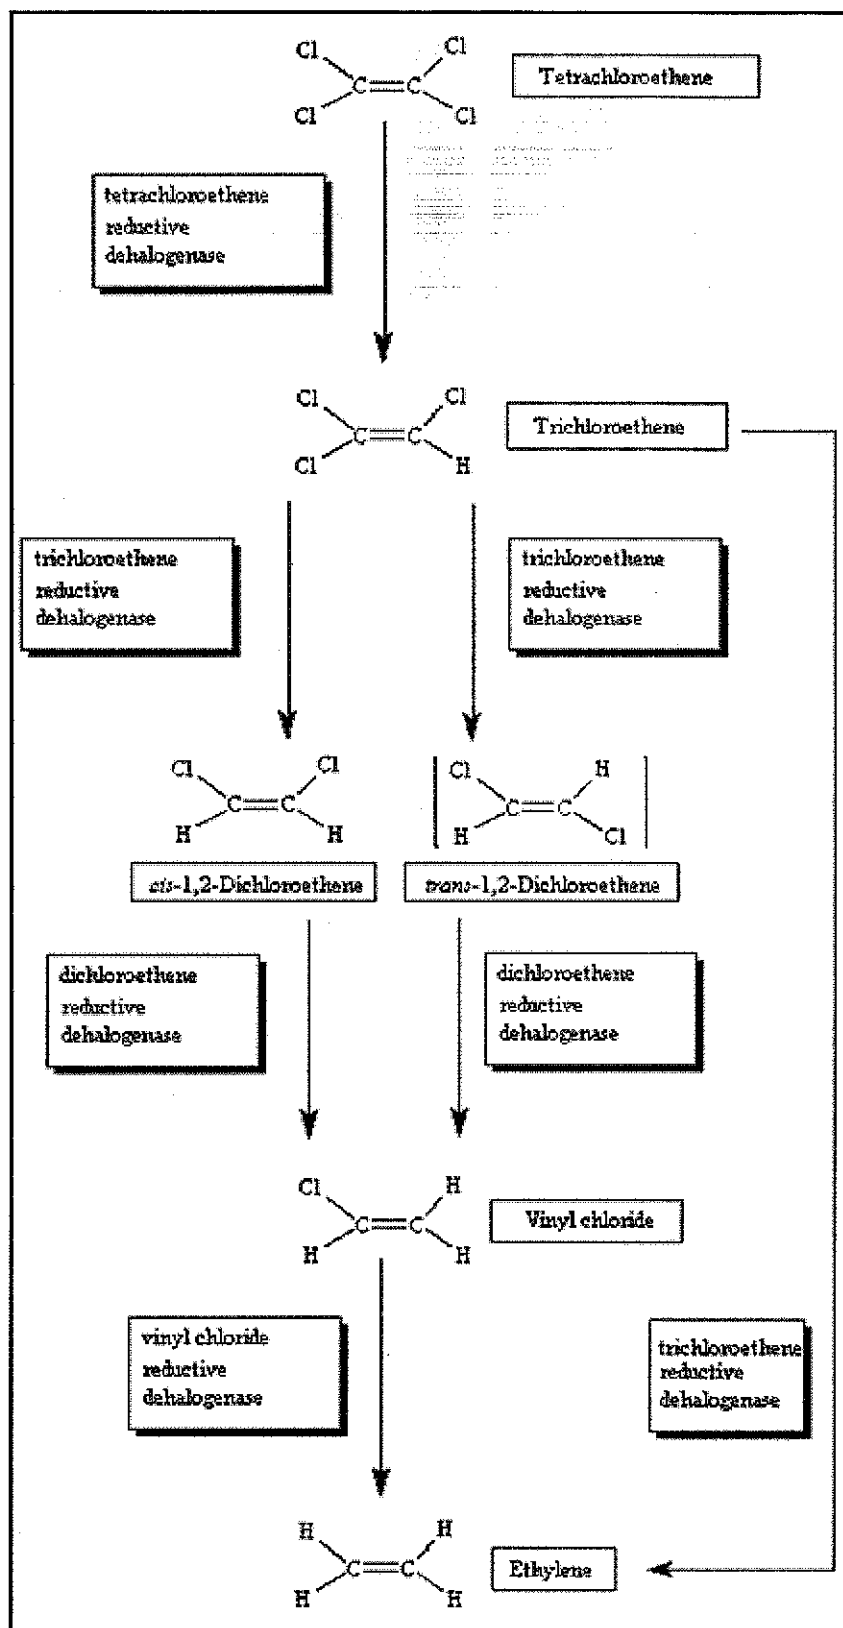 Cl Cl
C C
Cl Cl
Tetrachloroethene
tetrachloroethene
reductive
dehalogenase
Cl Cl
C C
Cl H
Trichloroethene
trichloroethene
reductive
dehalogenase
trichloroethene
reductive
dehalogenase
Cl Cl
C C
H H
Cl H
C C
H Cl
cis-1,2-Dichloroethene
trans-1,2-Dichloroethene
dichloroethene
reductive
dehalogenase
dichloroethene
reductive
dehalogenase
Cl H
C C
H H
Vinyl chloride
vinyl chloride
reductive
dehalogenase
trichloroethene
reductive
dehalogenase
H H
C C
H H
Ethylene